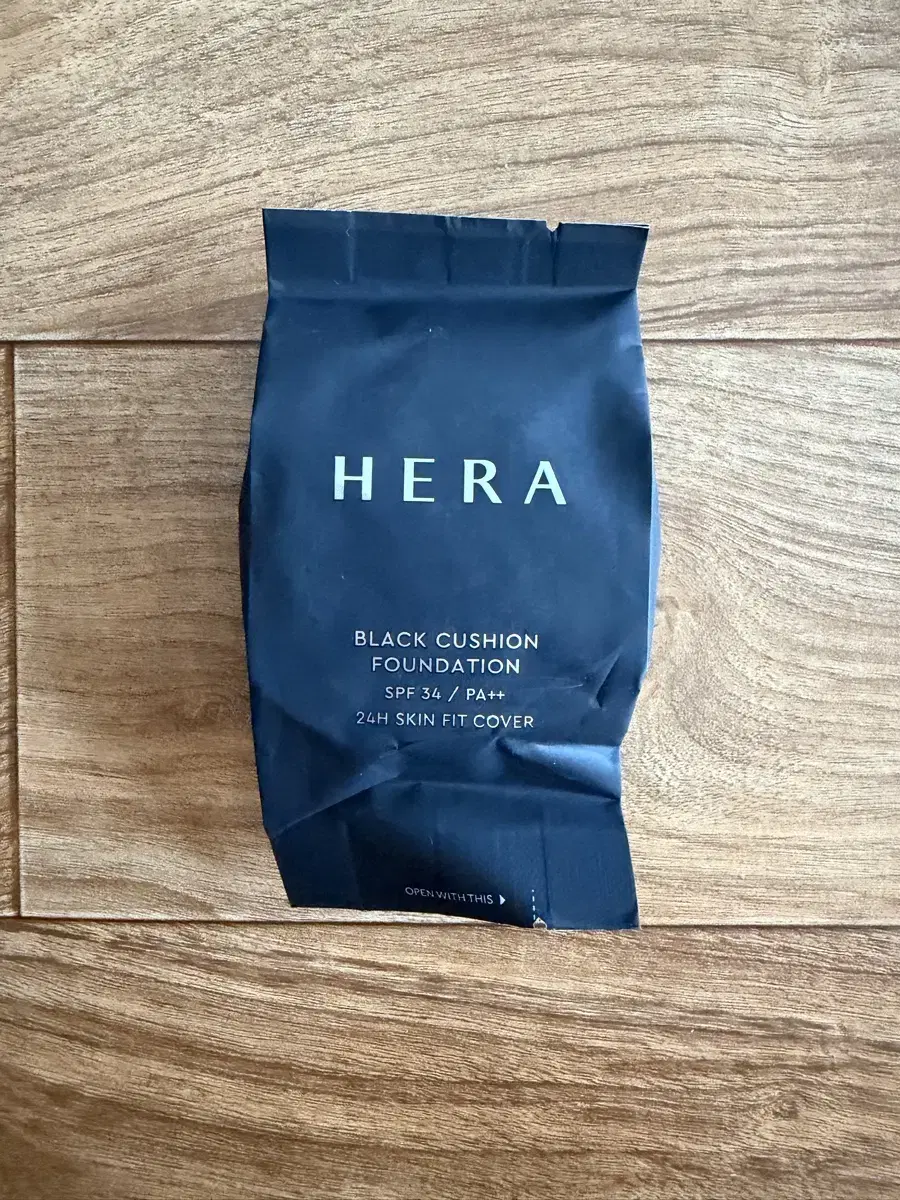 HERA
BLACK CUSHION
FOUNDATION
SPF 34 / PA++
24H SKIN FIT COVER
OPEN WITH THIS